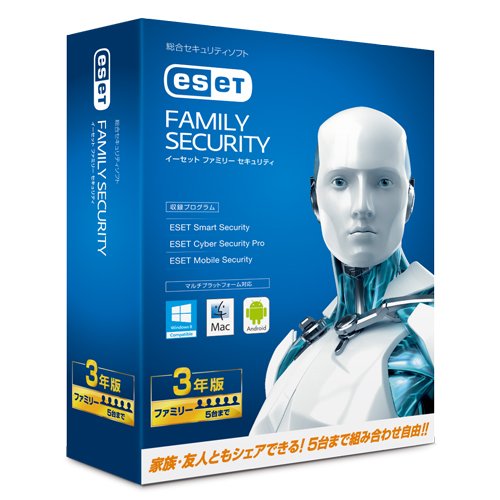 総合セキュリティソフト
eseT
FAMILY
SECURITY
イーセット ファミリー セキュリティ
収録プログラム
ESET Smart Security
ESET Cyber Security Pro
ESET Mobile Security
マルチプラットフォーム対応
Windows 8
Compatible
Mac
Android
3年版
ファミリー 5台まで
家族・友人ともシェアできる!5台まで組み合わせ自由!!
eseT
総合セキュリティソフト
FAMILY SECURITY
イーセット ファミリー セキュリティ
3年版
ファミリー
5台まで